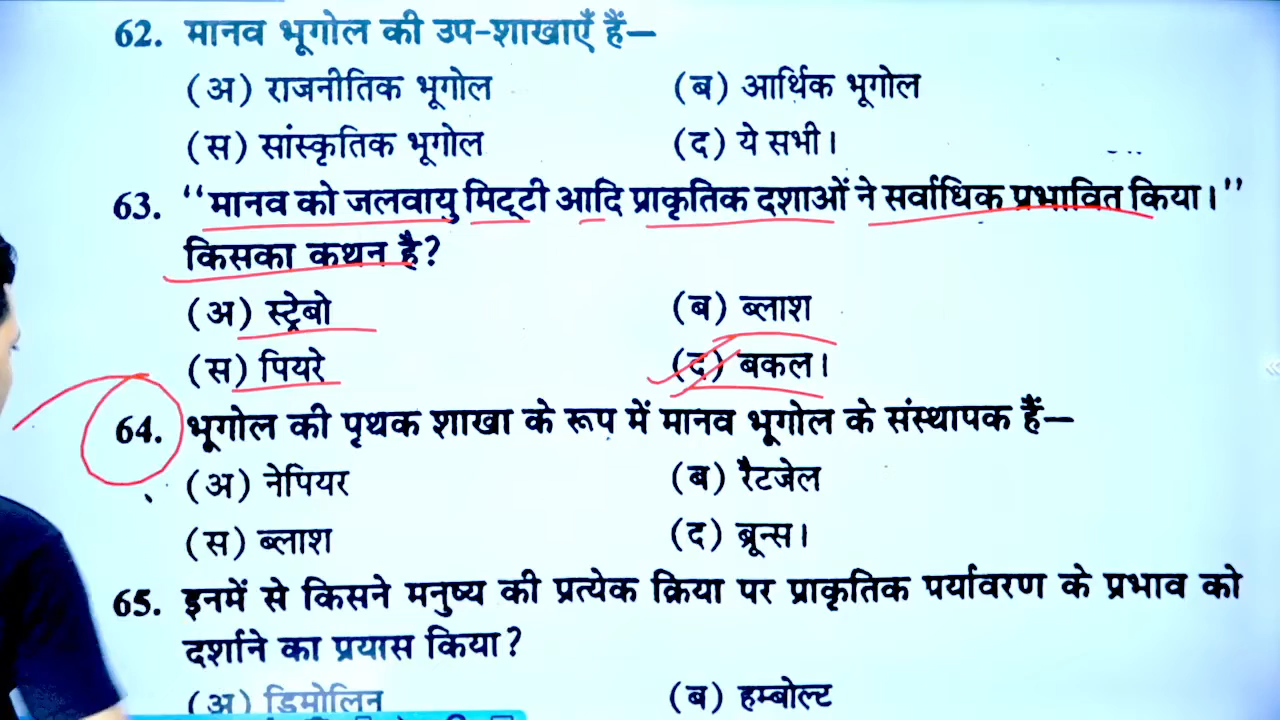 62. मानव भूगोल की उप-शाखाएँ हैं—
(अ) राजनीतिक भूगोल (ब) आर्थिक भूगोल
(स) सांस्कृतिक भूगोल (द) ये सभी।
63. “मानव को जलवायु मिट्टी आदि प्राकृतिक दशाओं ने सर्वाधिक प्रभावित किया।”
किसका कथन है?
(अ) स्ट्रेबो (ब) ब्लाश
(स) पियरे (द) बकल।
64. भूगोल की पृथक शाखा के रूप में मानव भूगोल के संस्थापक हैं—
(अ) नेपियर (ब) रैटजेल
(स) ब्लाश (द) ब्रून्स।
65. इनमें से किसने मनुष्य की प्रत्येक क्रिया पर प्राकृतिक पर्यावरण के प्रभाव को
दर्शाने का प्रयास किया?
(अ) डिमोलिन (ब) हम्बोल्ट